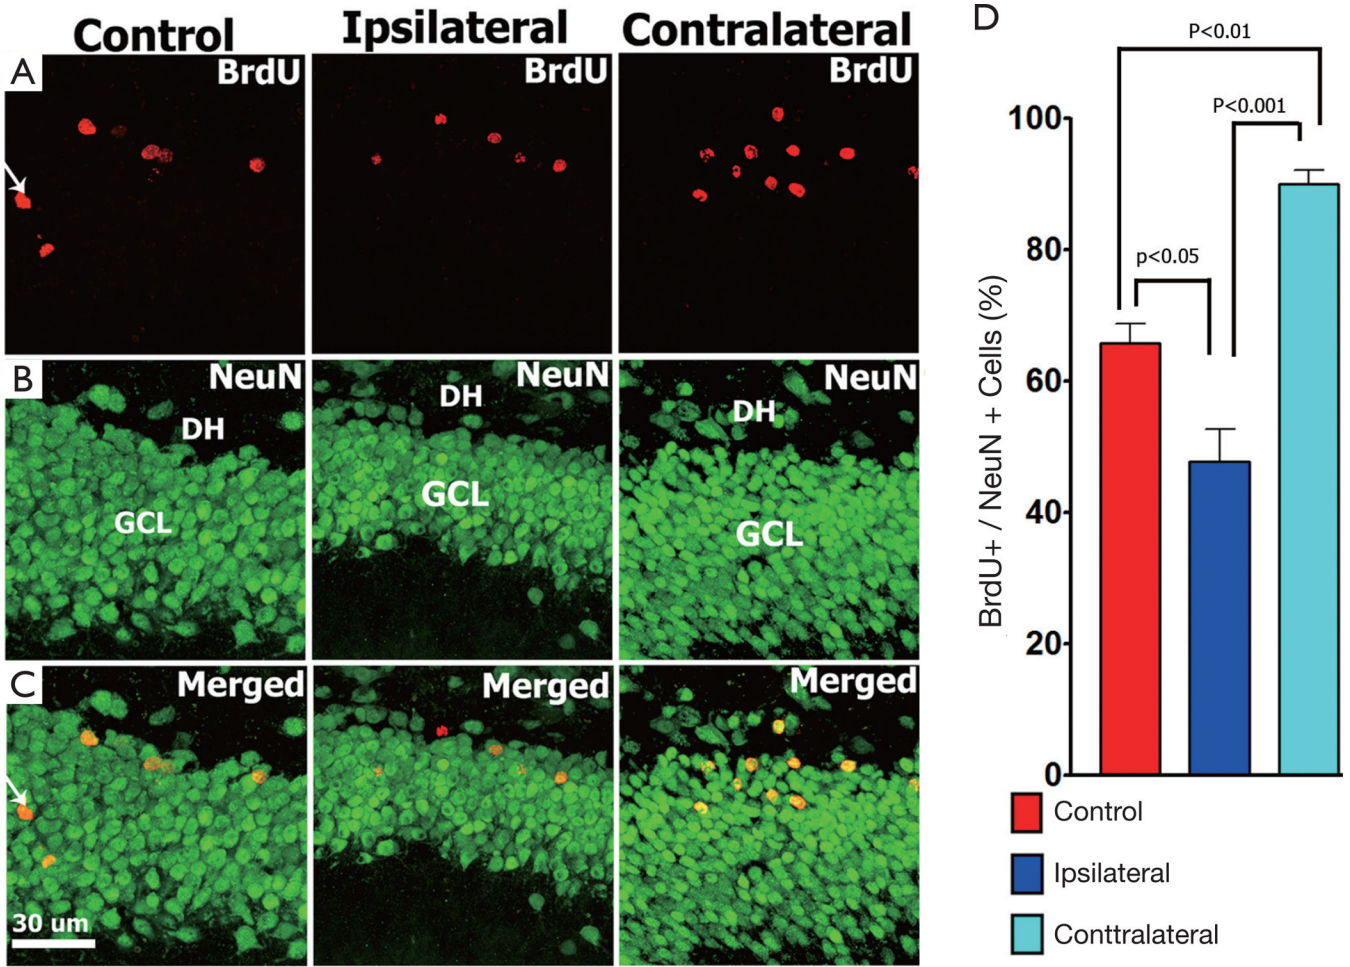 Control
Ipsilateral
Contralateral
A
BrdU
BrdU
BrdU
B
NeuN
NeuN
NeuN
DH
DH
DH
GCL
GCL
GCL
C
Merged
Merged
Merged
30 um
D
P<0.01
P<0.001
p<0.05
100
80
60
40
20
0
BrdU+ / NeuN + Cells (%)
Control
Ipsilateral
Conttralateral